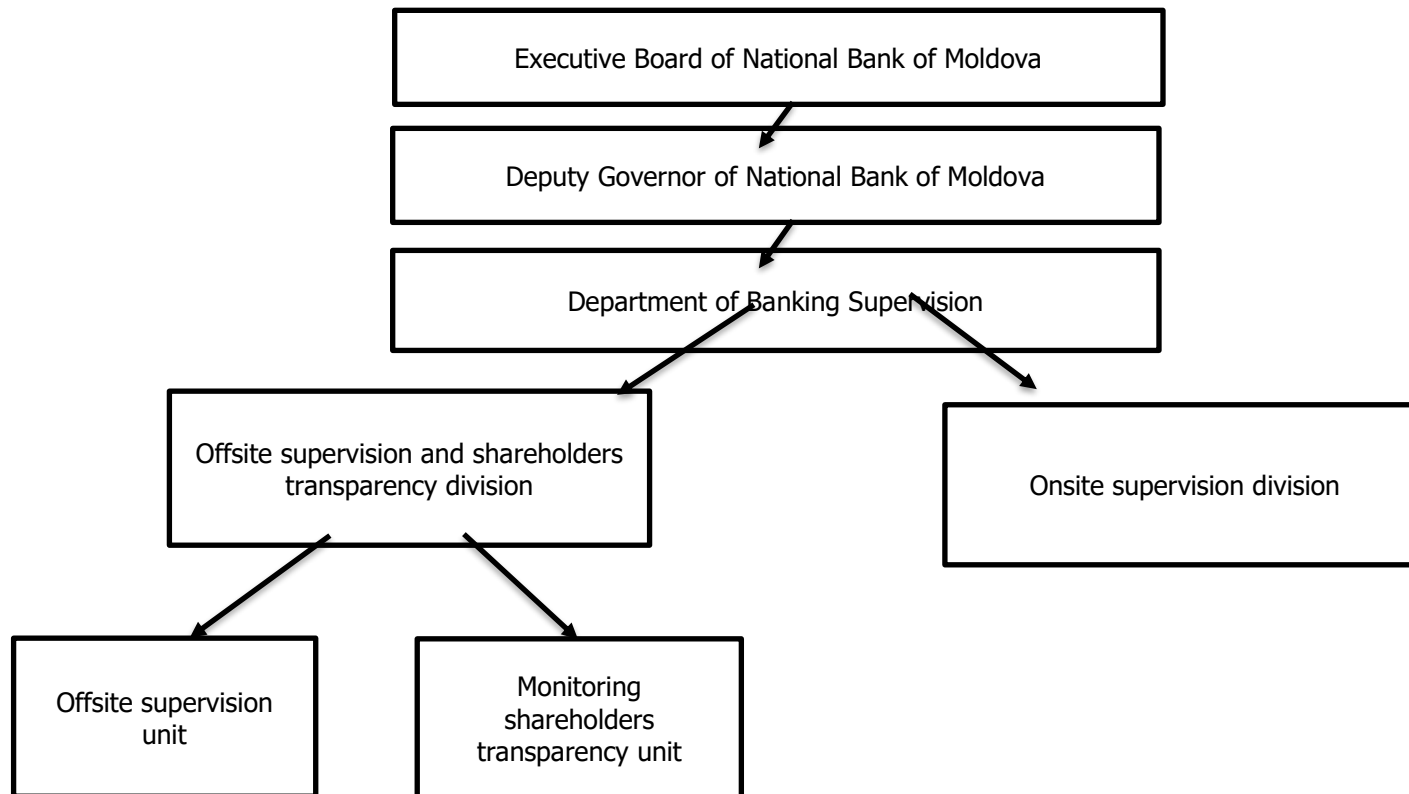 Executive Board of National Bank of Moldova
Deputy Governor of National Bank of Moldova
Department of Banking Supervision
Offsite supervision and shareholders
transparency division
Onsite supervision division
Offsite supervision
unit
Monitoring
shareholders
transparency unit